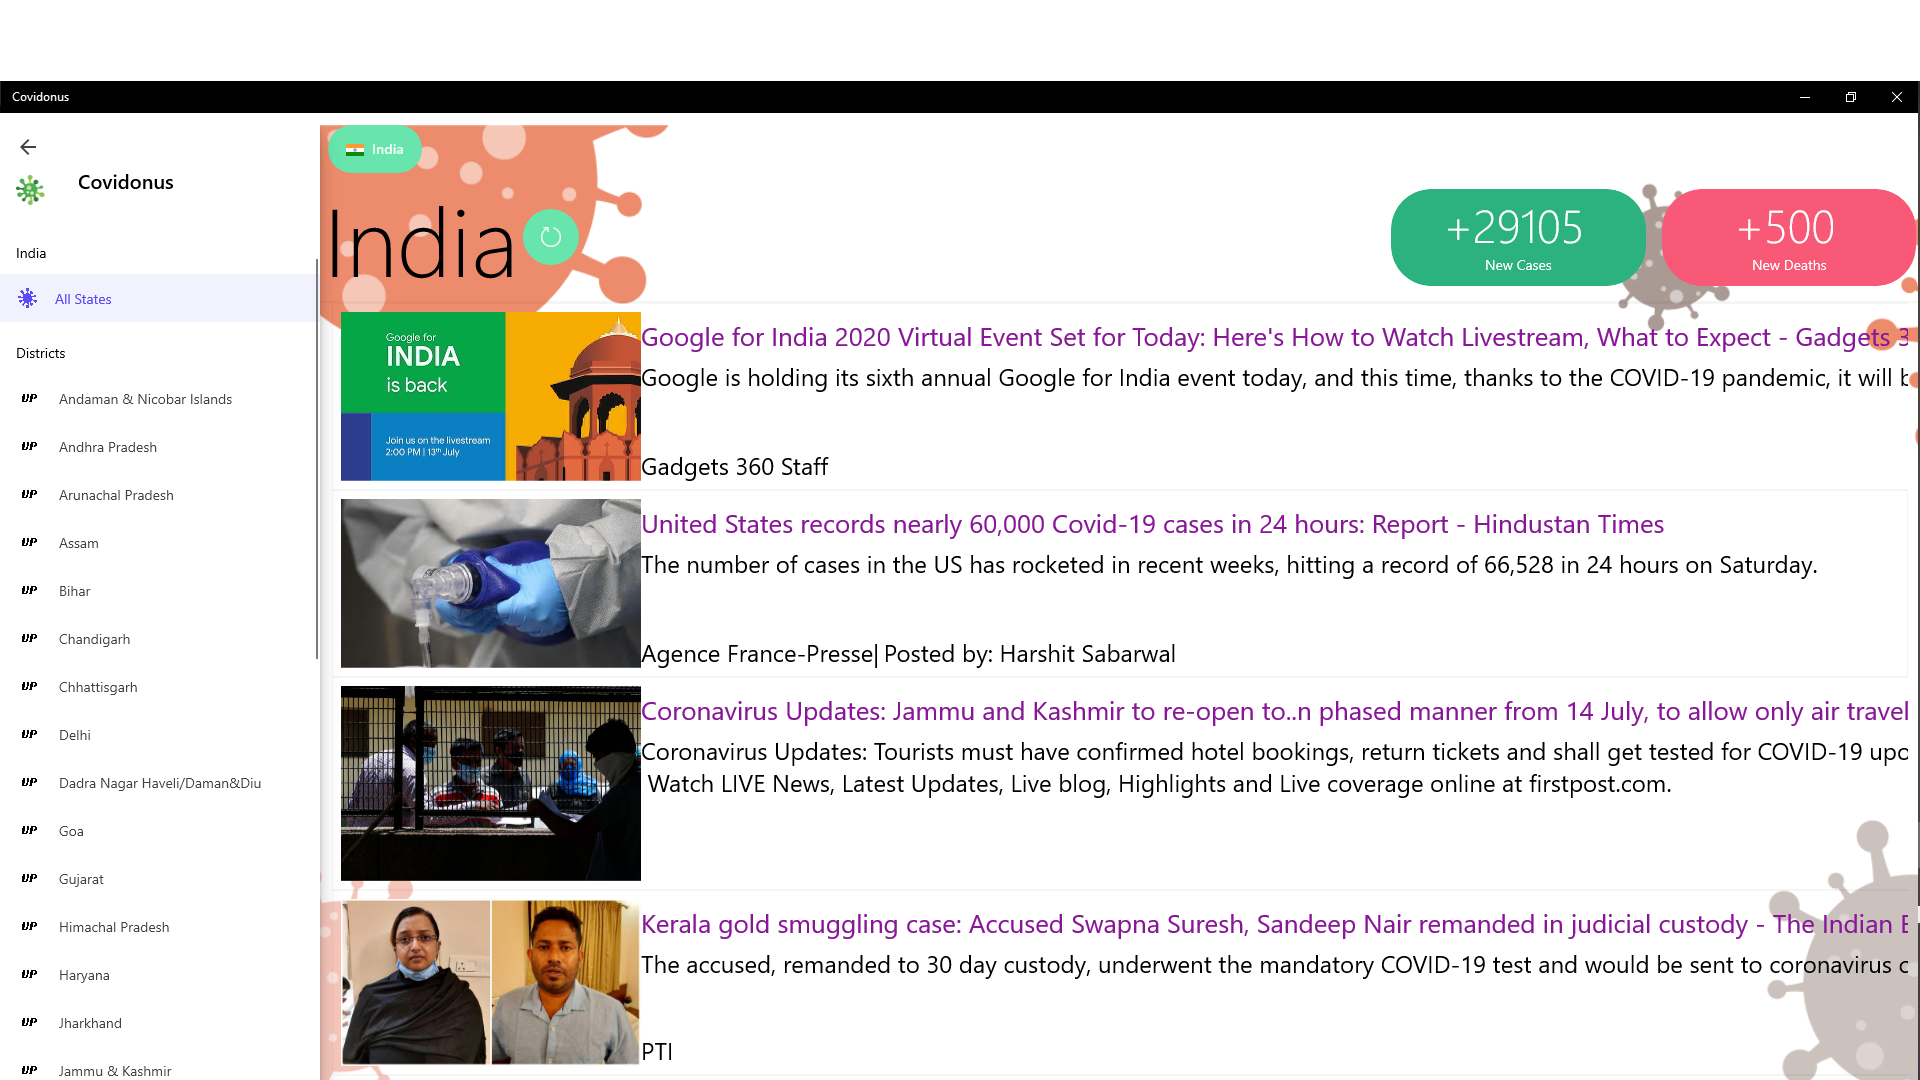 Covidonus
Covidonus
India
All States
Districts
UP Andaman & Nicobar Islands
UP Andhra Pradesh
UP Arunachal Pradesh
UP Assam
UP Bihar
UP Chandigarh
UP Chhattisgarh
UP Delhi
UP Dadra Nagar Haveli/Daman&Diu
UP Goa
UP Gujarat
UP Himachal Pradesh
UP Haryana
UP Jharkhand
UP Jammu & Kashmir
India
India
+29105
New Cases
+500
New Deaths
Google for
INDIA
is back
Join us on the livestream
2:00 PM | 13th July
Google for India 2020 Virtual Event Set for Today: Here's How to Watch Livestream, What to Expect - Gadgets 3
Google is holding its sixth annual Google for India event today, and this time, thanks to the COVID-19 pandemic, it will b
Gadgets 360 Staff
United States records nearly 60,000 Covid-19 cases in 24 hours: Report - Hindustan Times
The number of cases in the US has rocketed in recent weeks, hitting a record of 66,528 in 24 hours on Saturday.
Agence France-Presse| Posted by: Harshit Sabarwal
Coronavirus Updates: Jammu and Kashmir to re-open to..n phased manner from 14 July, to allow only air travel
Coronavirus Updates: Tourists must have confirmed hotel bookings, return tickets and shall get tested for COVID-19 upo
Watch LIVE News, Latest Updates, Live blog, Highlights and Live coverage online at firstpost.com.
Kerala gold smuggling case: Accused Swapna Suresh, Sandeep Nair remanded in judicial custody - The Indian E
The accused, remanded to 30 day custody, underwent the mandatory COVID-19 test and would be sent to coronavirus c
PTI